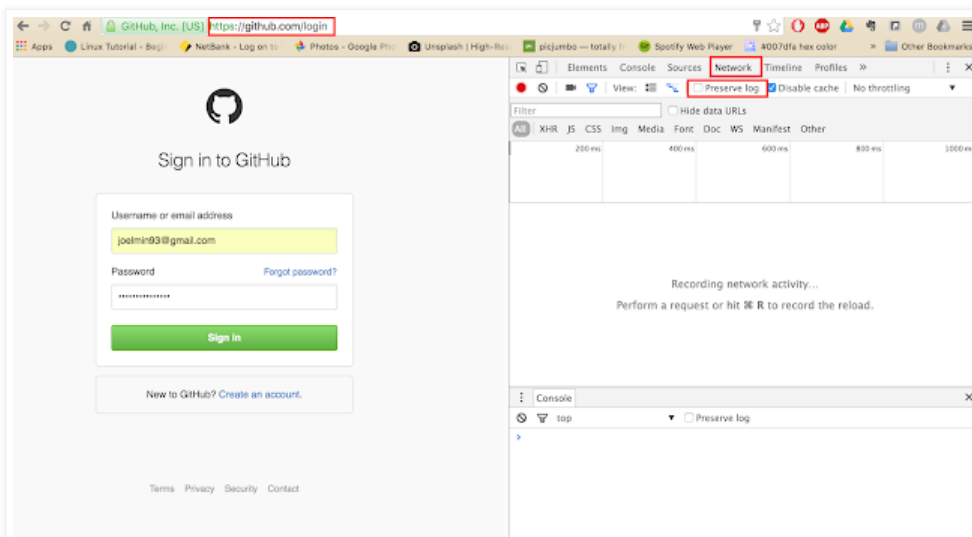 GitHub, Inc. [US] https://github.com/login
Apps Linux Tutorial - Begin NetBank - Log on to Photos - Google Pho Unsplash | High-Res picjumbo — totally f Spotify Web Player #007dfa hex color » Other Bookmarks
Elements Console Sources Network Timeline Profiles »
View: Preserve log Disable cache No throttling
Filter Hide data URLs
All XHR JS CSS Img Media Font Doc WS Manifest Other
200 ms 400 ms 600 ms 800 ms 1000 m
Sign in to GitHub
Username or email address
joelmin93@gmail.com
Password Forgot password?
Sign in
New to GitHub? Create an account.
Terms Privacy Security Contact
Recording network activity...
Perform a request or hit ⌘ R to record the reload.
Console
top Preserve log